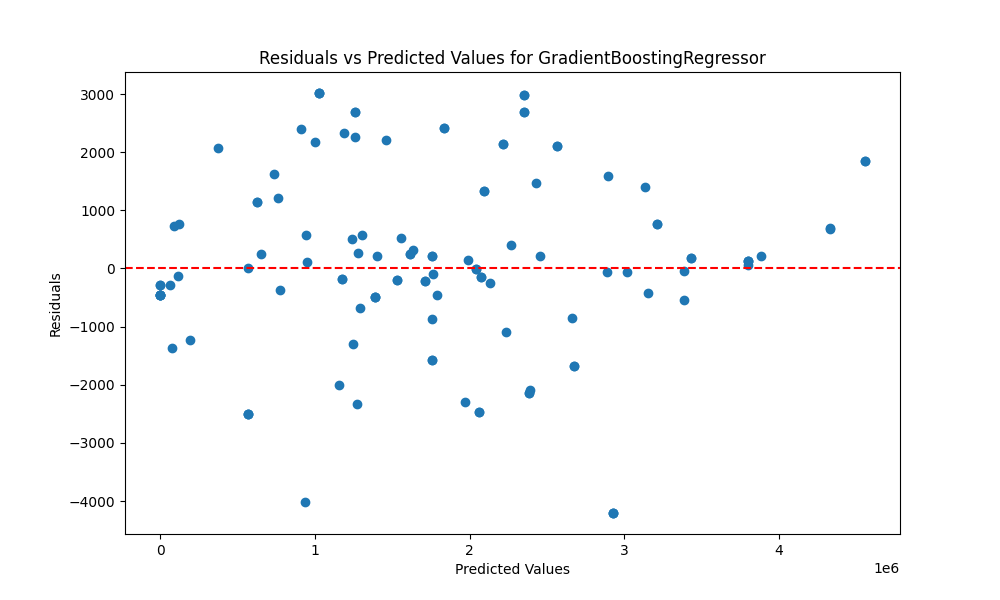 Residuals vs Predicted Values for GradientBoostingRegressor
3000
2000
1000
0
−1000
−2000
−3000
−4000
Residuals
0 1 2 3 4
1e6
Predicted Values